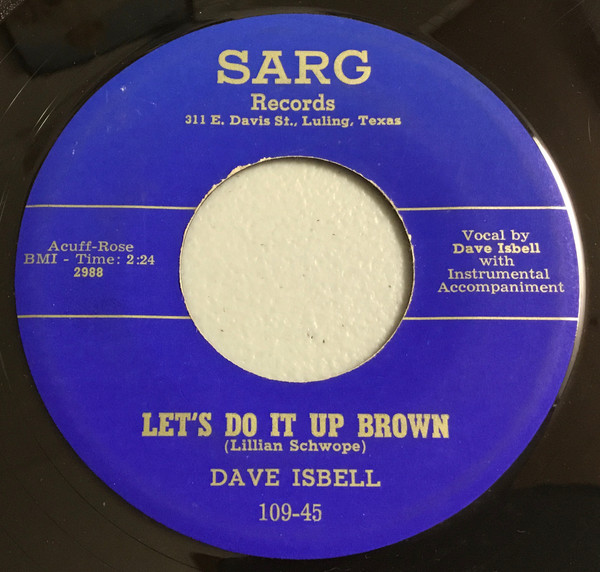 SARG
Records
311 E. Davis St., Luling, Texas
Acuff-Rose
BMI - Time: 2:24
2988
Vocal by
Dave Isbell
with
Instrumental
Accompaniment
LET'S DO IT UP BROWN
(Lillian Schwope)
DAVE ISBELL
109-45